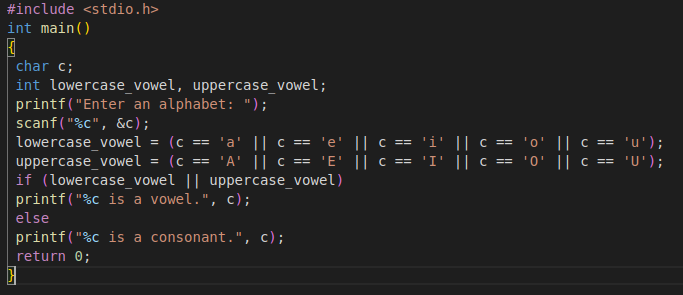 #include <stdio.h>
int main()
{
char c;
int lowercase_vowel, uppercase_vowel;
printf("Enter an alphabet: ");
scanf("%c", &c);
lowercase_vowel = (c == 'a' || c == 'e' || c == 'i' || c == 'o' || c == 'u');
uppercase_vowel = (c == 'A' || c == 'E' || c == 'I' || c == 'O' || c == 'U');
if (lowercase_vowel || uppercase_vowel)
printf("%c is a vowel.", c);
else
printf("%c is a consonant.", c);
return 0;
}